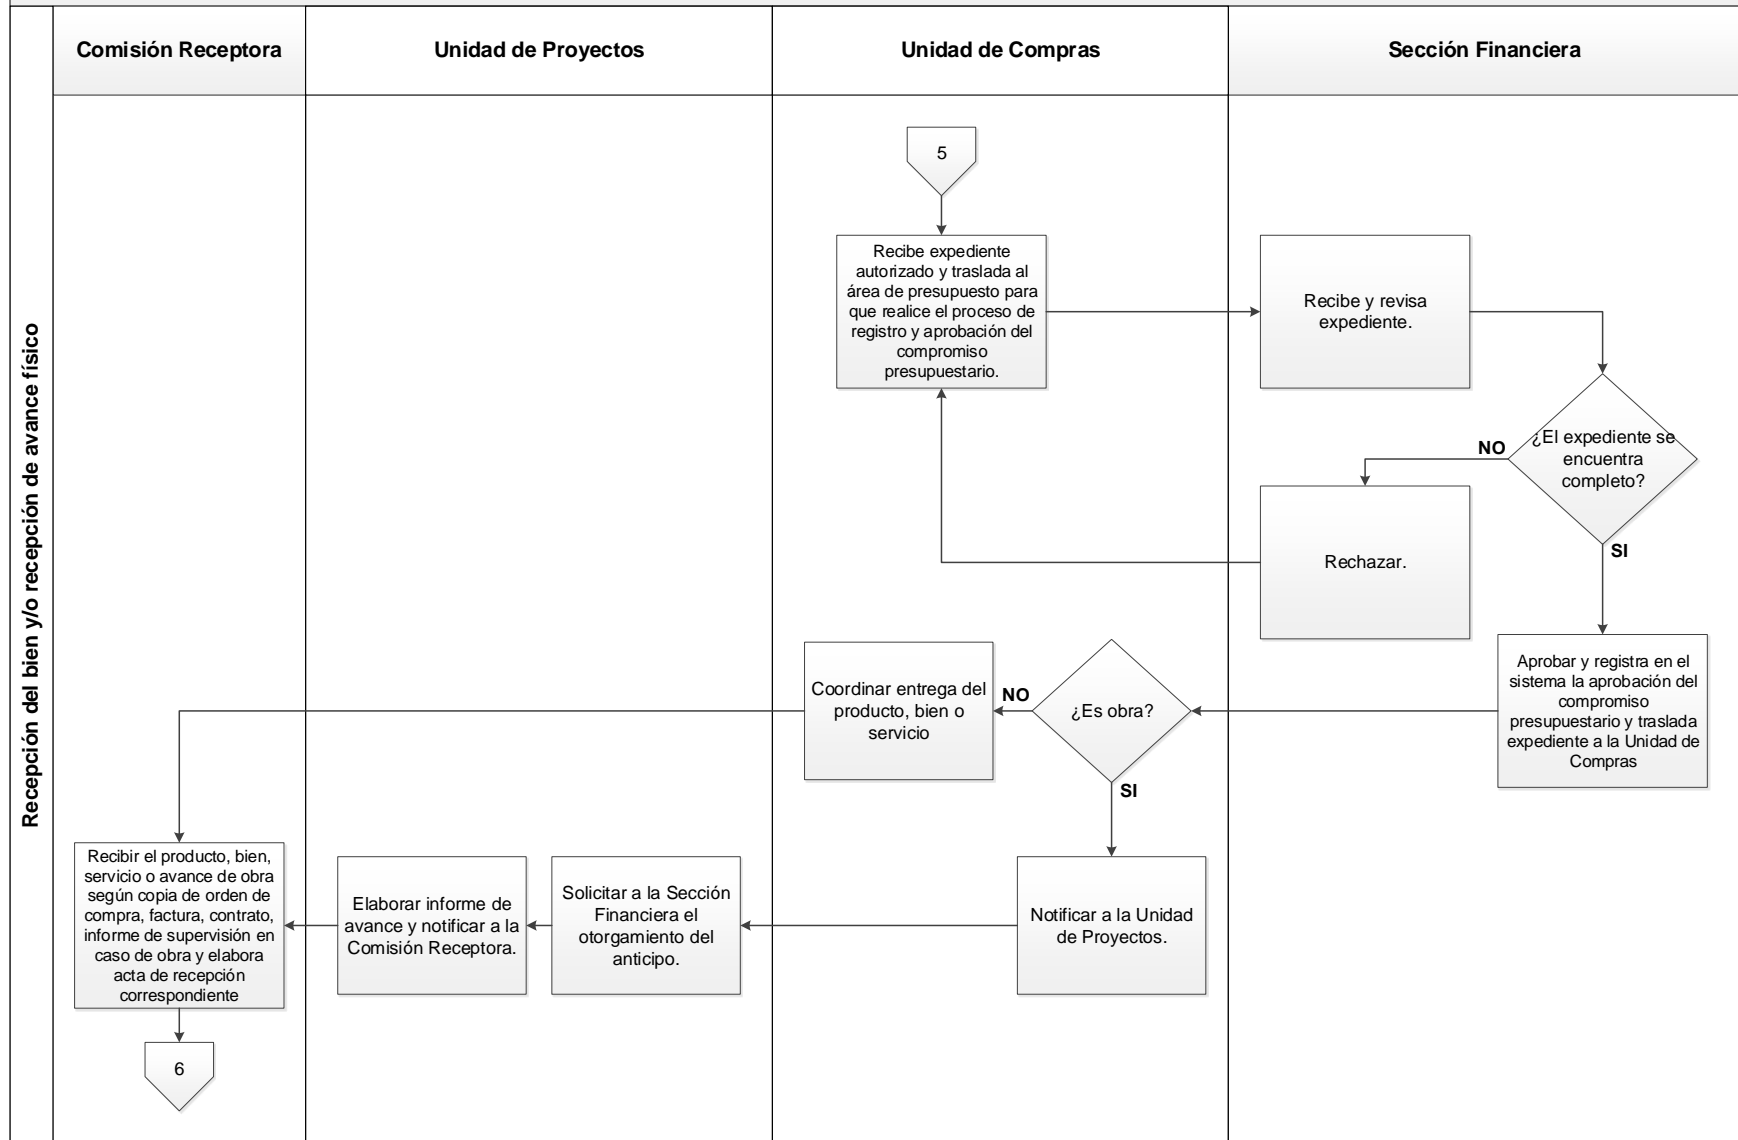 Comisión Receptora
Unidad de Proyectos
Unidad de Compras
Sección Financiera
Recepción del bien y/o recepción de avance físico
5
Recibe expediente
autorizado y traslada al
área de presupuesto para
que realice el proceso de
registro y aprobación del
compromiso
presupuestario.
Recibe y revisa
expediente.
¿El expediente se
encuentra
completo?
NO
SI
Rechazar.
Aprobar y registra en el
sistema la aprobación del
compromiso
presupuestario y traslada
expediente a la Unidad de
Compras
¿Es obra?
NO
SI
Coordinar entrega del
producto, bien o
servicio
Notificar a la Unidad
de Proyectos.
Solicitar a la Sección
Financiera el
otorgamiento del
anticipo.
Elaborar informe de
avance y notificar a la
Comisión Receptora.
Recibir el producto, bien,
servicio o avance de obra
según copia de orden de
compra, factura, contrato,
informe de supervisión en
caso de obra y elabora
acta de recepción
correspondiente
6